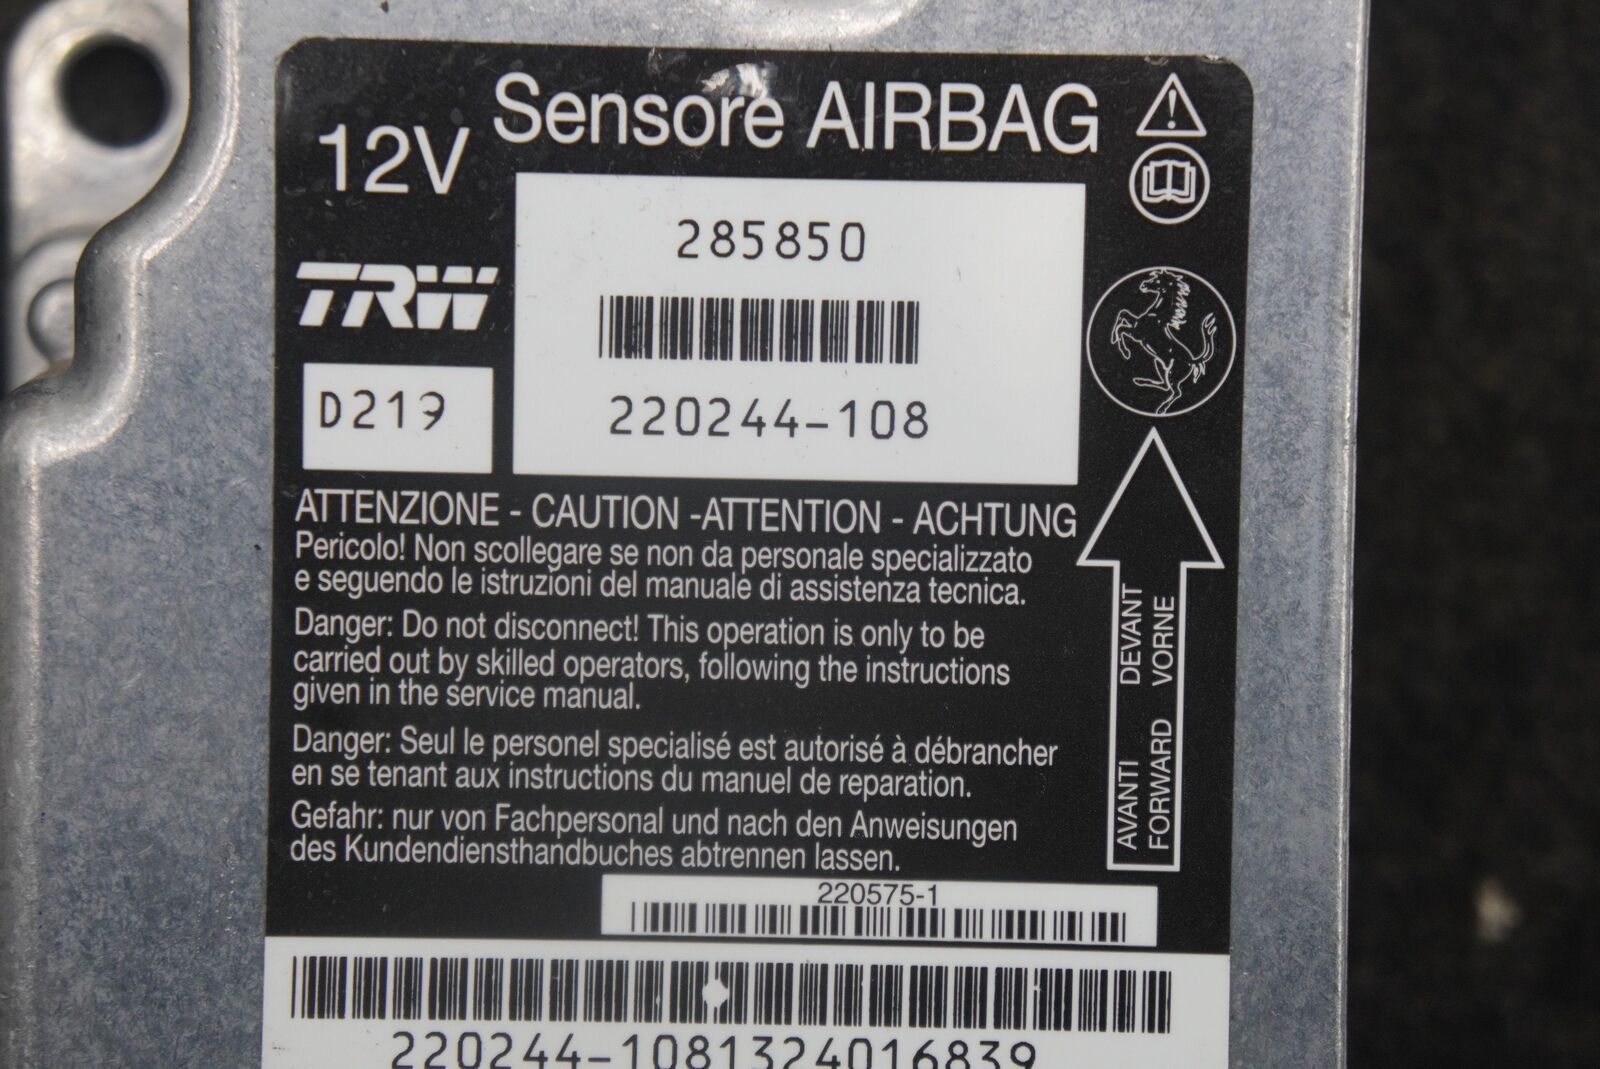 Sensore AIRBAG
12V
285850
TRW
D219
220244-108
ATTENZIONE - CAUTION -ATTENTION - ACHTUNG
Pericolo! Non scollegare se non da personale specializzato
e seguendo le istruzioni del manuale di assistenza tecnica.
Danger: Do not disconnect! This operation is only to be
carried out by skilled operators, following the instructions
given in the service manual.
Danger: Seul le personel specialisé est autorisé à débrancher
en se tenant aux instructions du manuel de reparation.
Gefahr: nur von Fachpersonal und nach den Anweisungen
des Kundendiensthandbuches abtrennen lassen.
AVANTI DEVANT
FORWARD VORNE
220575-1
220244-1081324016839